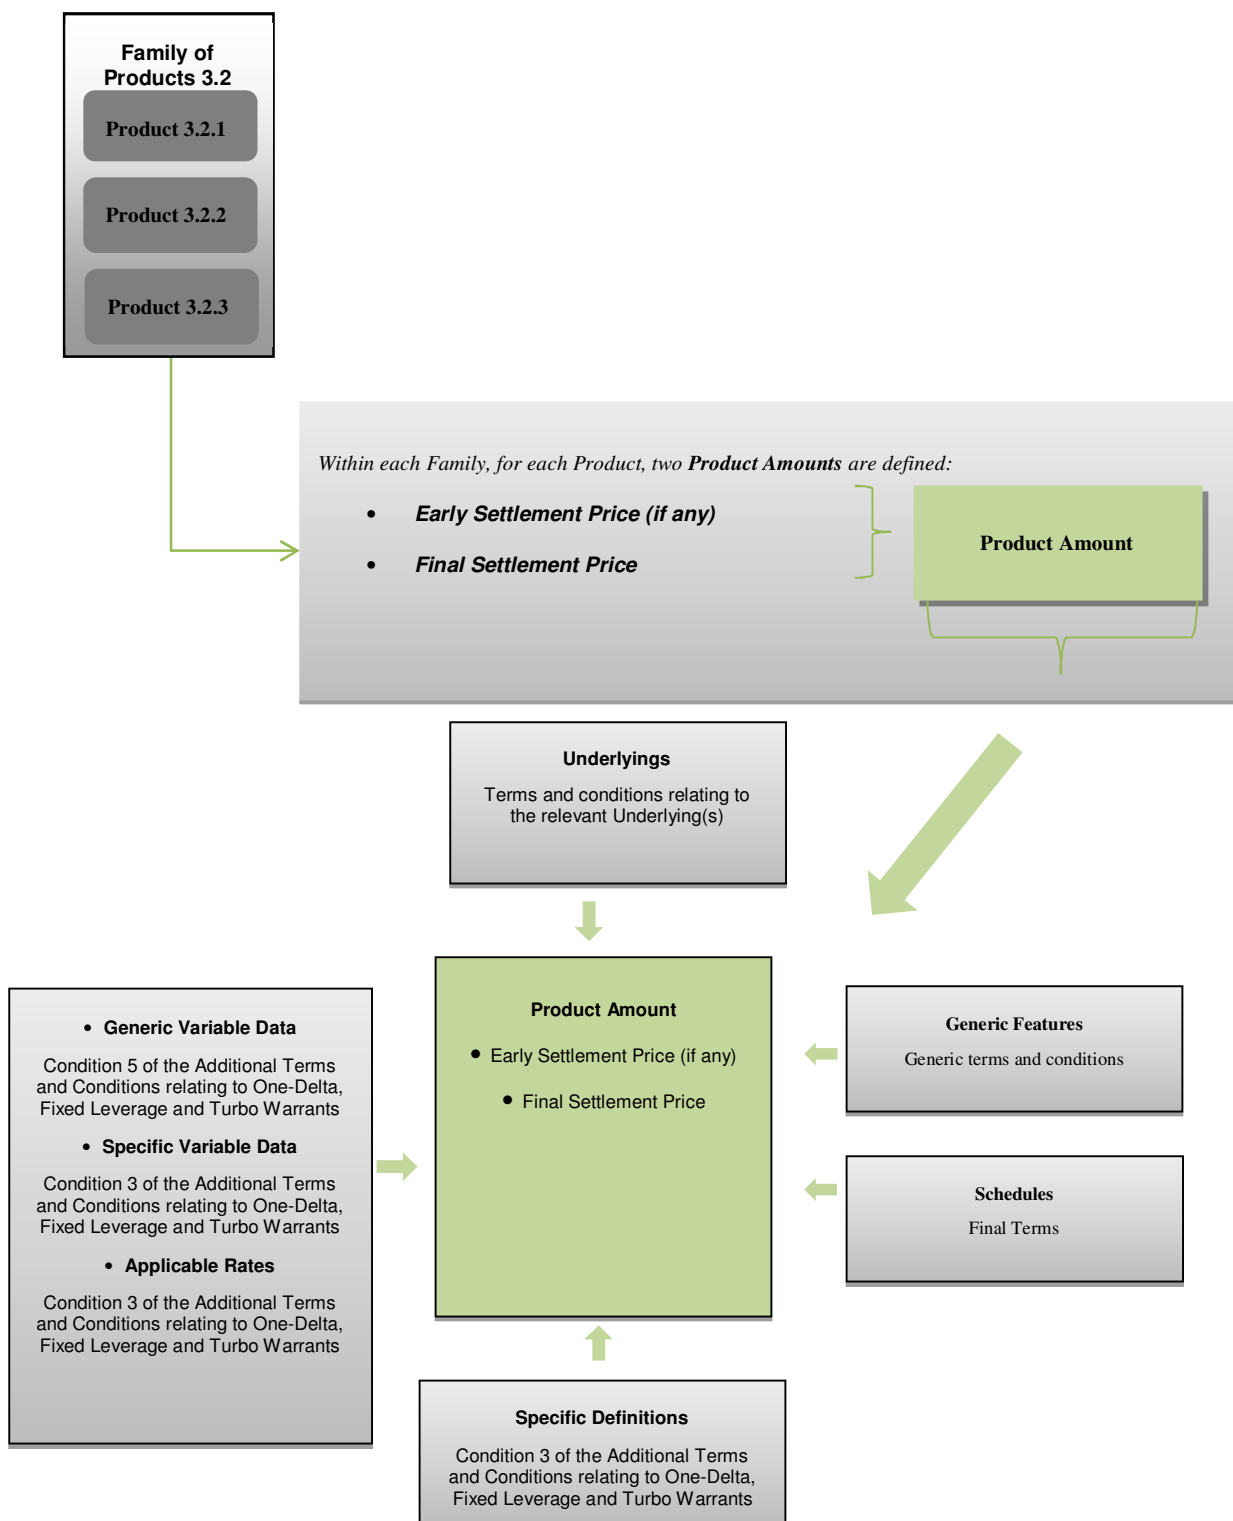 Family of
Products 3.2
Product 3.2.1
Product 3.2.2
Product 3.2.3
Within each Family, for each Product, two Product Amounts are defined:
• Early Settlement Price (if any)
• Final Settlement Price
Product Amount
Underlyings
Terms and conditions relating to
the relevant Underlying(s)
• Generic Variable Data
Condition 5 of the Additional Terms
and Conditions relating to One-Delta,
Fixed Leverage and Turbo Warrants
• Specific Variable Data
Condition 3 of the Additional Terms
and Conditions relating to One-Delta,
Fixed Leverage and Turbo Warrants
• Applicable Rates
Condition 3 of the Additional Terms
and Conditions relating to One-Delta,
Fixed Leverage and Turbo Warrants
Product Amount
• Early Settlement Price (if any)
• Final Settlement Price
Generic Features
Generic terms and conditions
Schedules
Final Terms
Specific Definitions
Condition 3 of the Additional Terms
and Conditions relating to One-Delta,
Fixed Leverage and Turbo Warrants